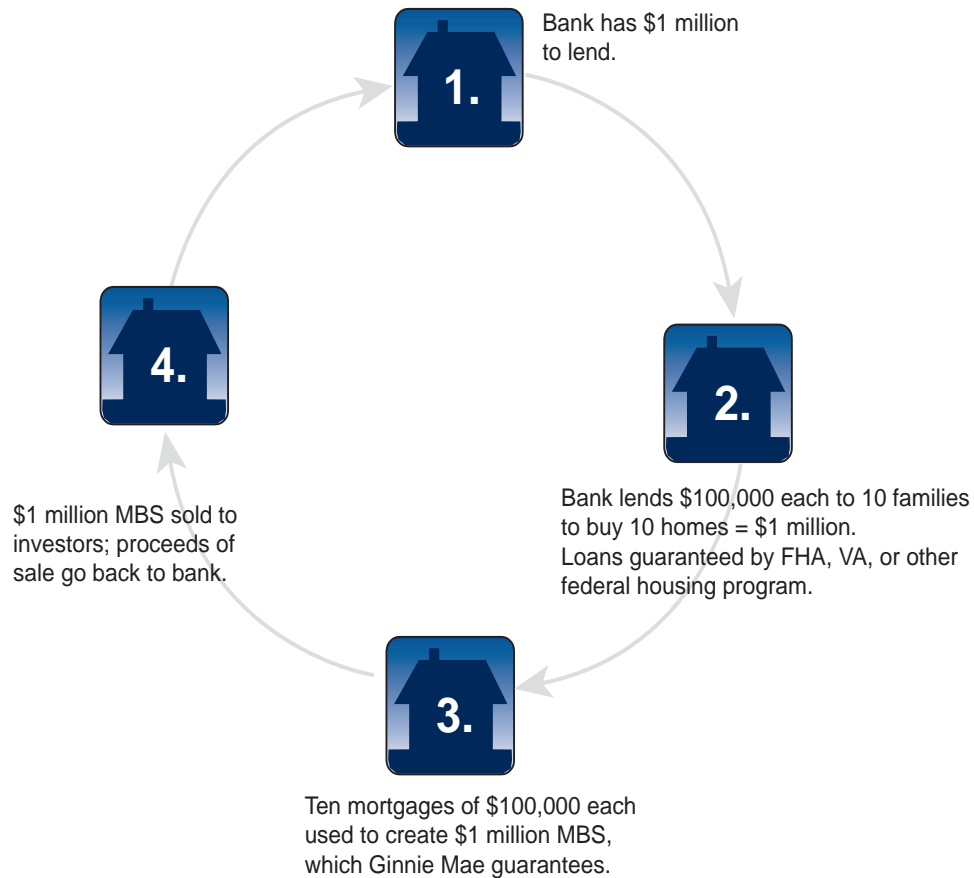 1.
Bank has $1 million
to lend.
2.
Bank lends $100,000 each to 10 families
to buy 10 homes = $1 million.
Loans guaranteed by FHA, VA, or other
federal housing program.
3.
Ten mortgages of $100,000 each
used to create $1 million MBS,
which Ginnie Mae guarantees.
4.
$1 million MBS sold to
investors; proceeds of
sale go back to bank.